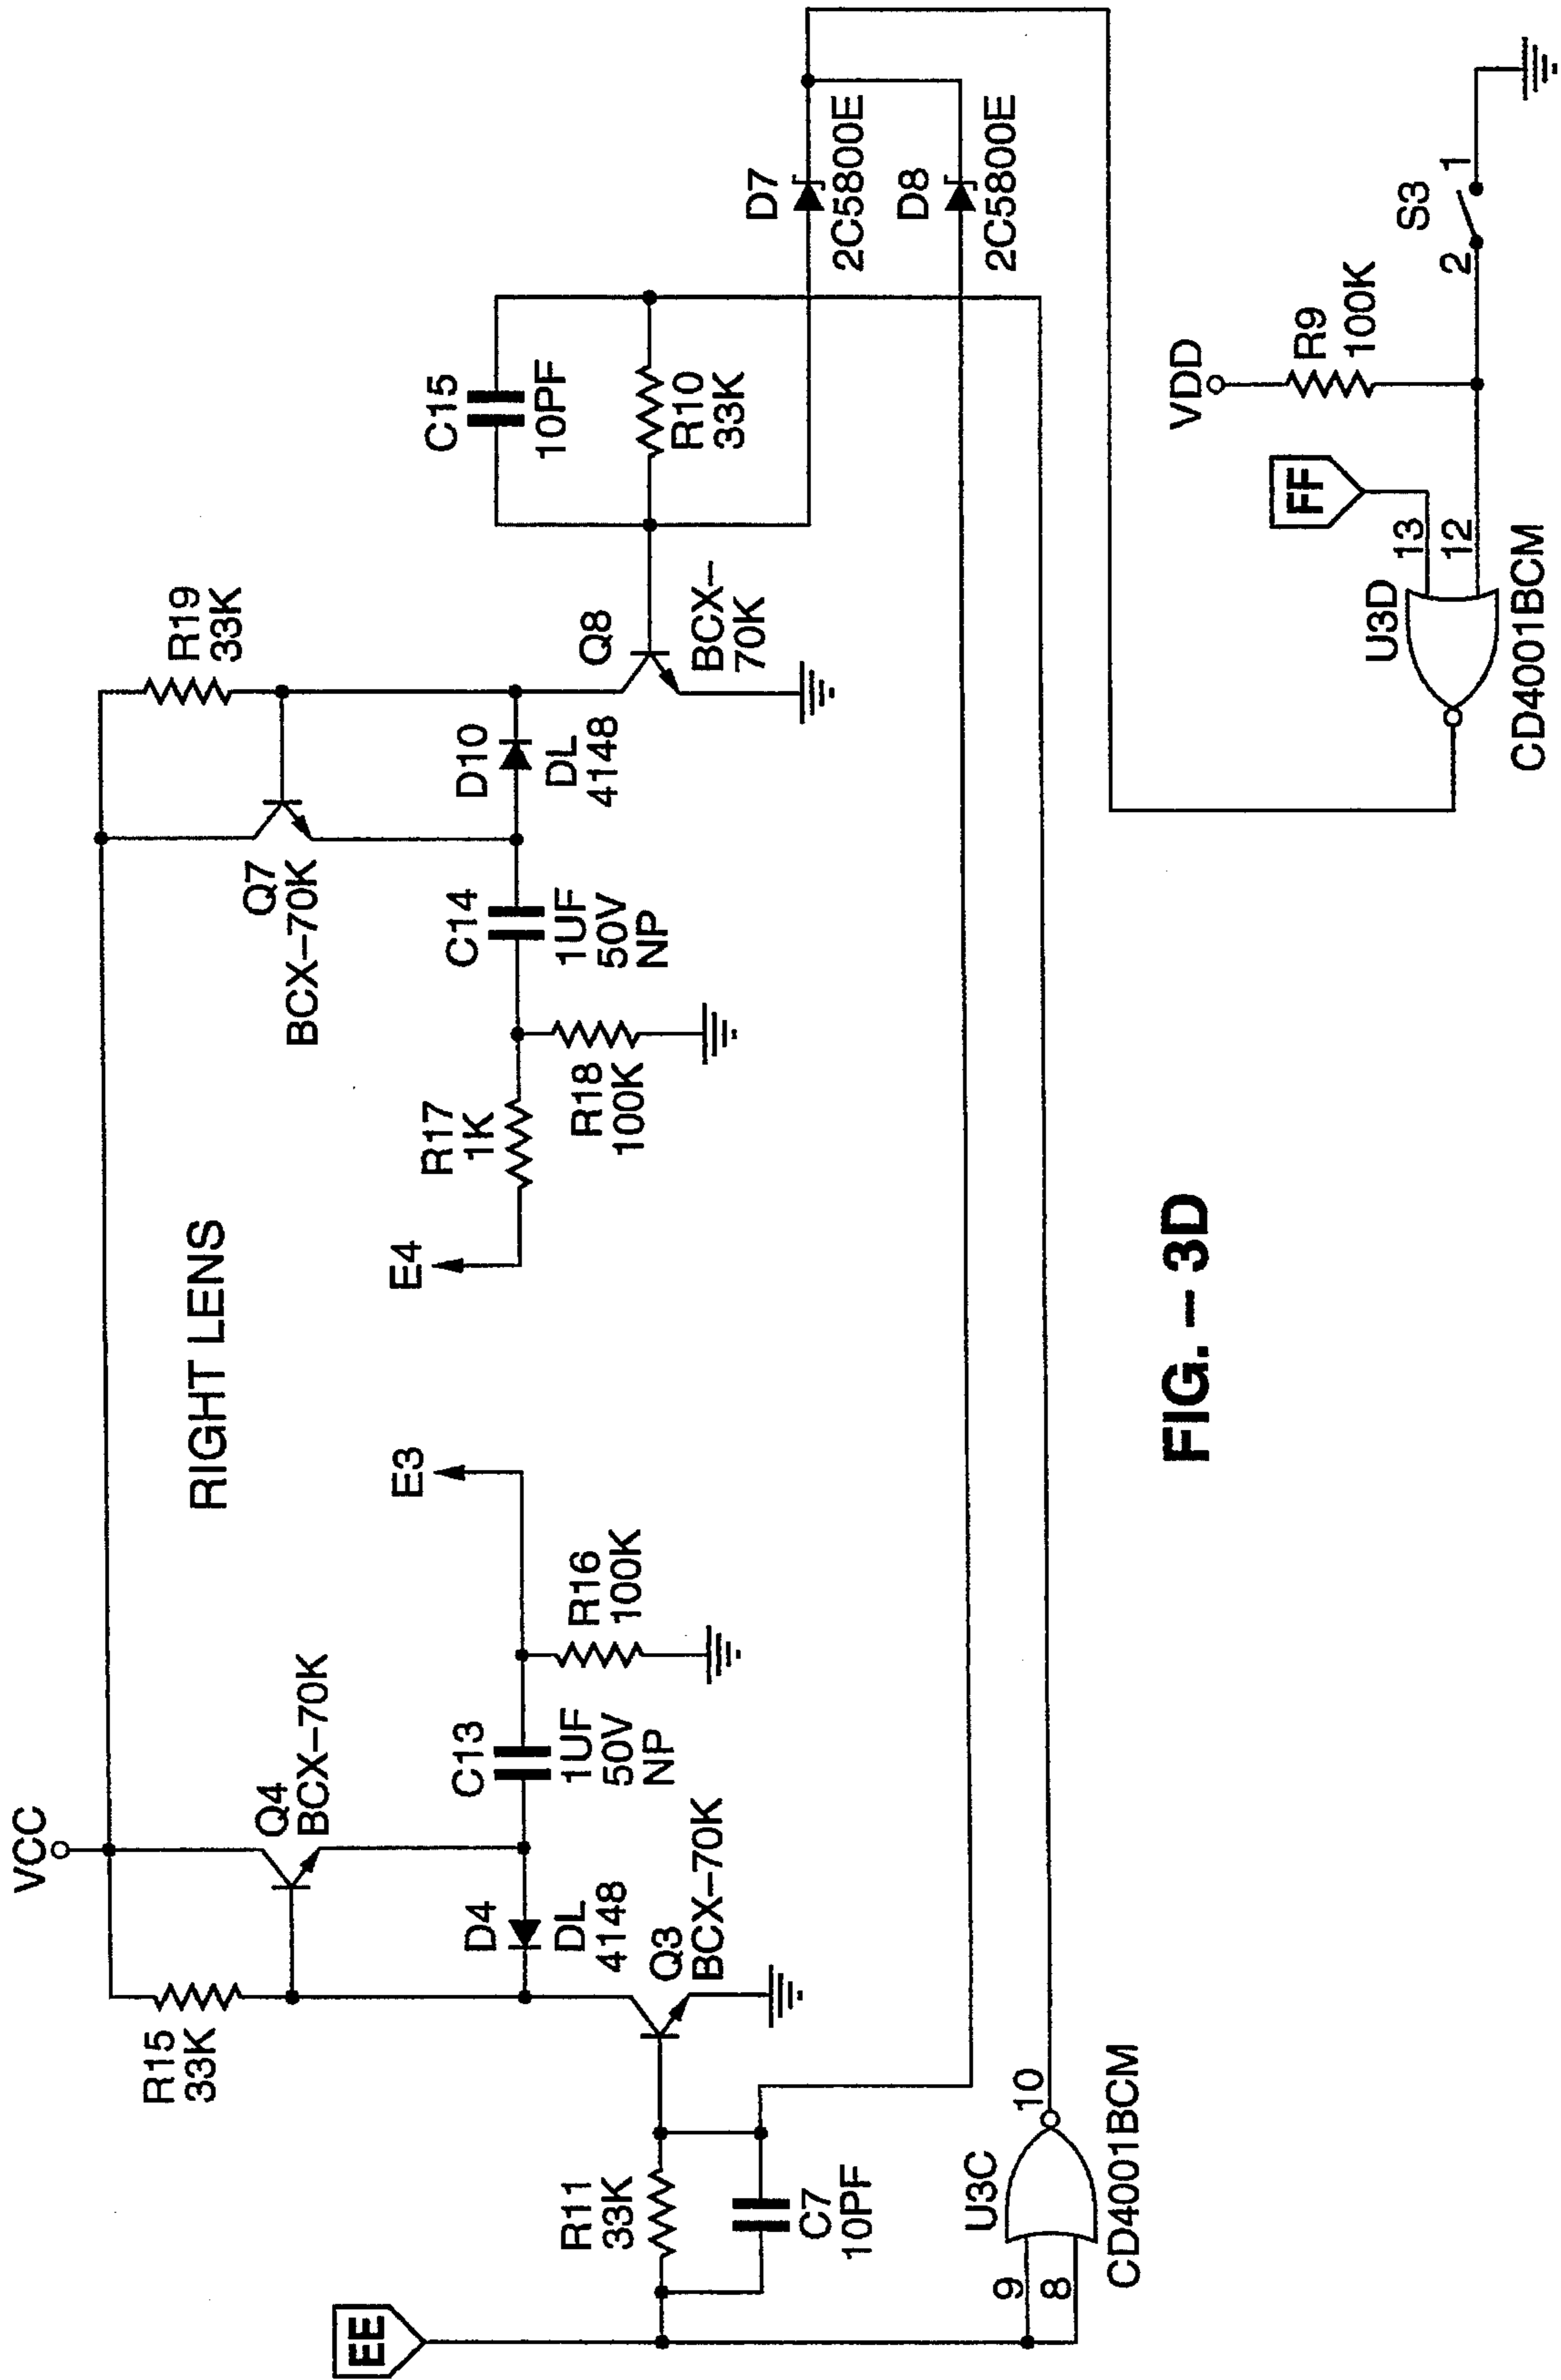 VCC
R15
33K
Q4
BCX–70K
RIGHT LENS
Q7
BCX–70K
R19
33K
E3
E4
D4
DL
4148
C13
1UF
50V
NP
R16
100K
R17
1K
R18
100K
C14
1UF
50V
NP
D10
DL
4148
Q8
BCX–
70K
C15
10PF
R10
33K
EE
R11
33K
C7
10PF
Q3
BCX–70K
D7
2C5800E
D8
2C5800E
9
8
U3C
10
CD4001BCM
VDD
R9
100K
FF
13
12
U3D
CD4001BCM
S3
2
1
FIG. – 3D